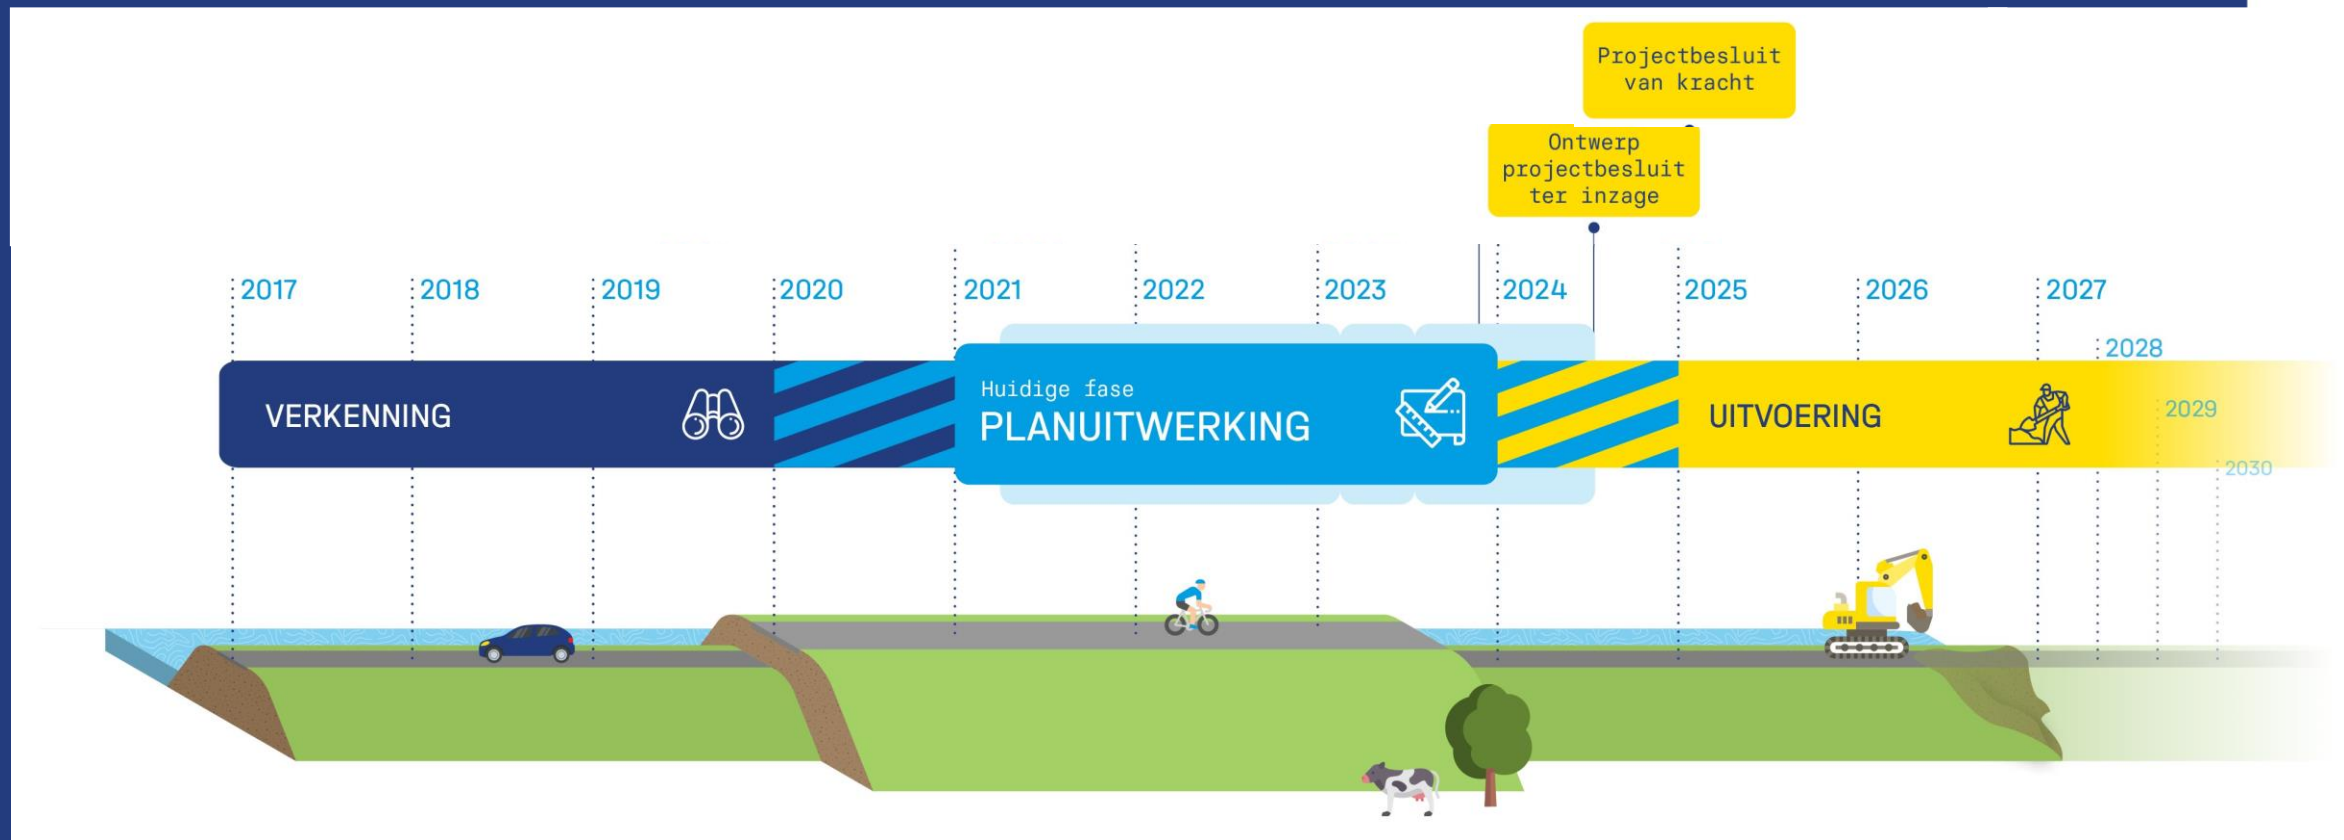 Projectbesluit
van kracht
Ontwerp
projectbesluit
ter inzage
2017
2018
2019
2020
2021
2022
2023
2024
2025
2026
2027
2028
2029
2030
VERKENNING
Huidige fase
PLANUITWERKING
UITVOERING